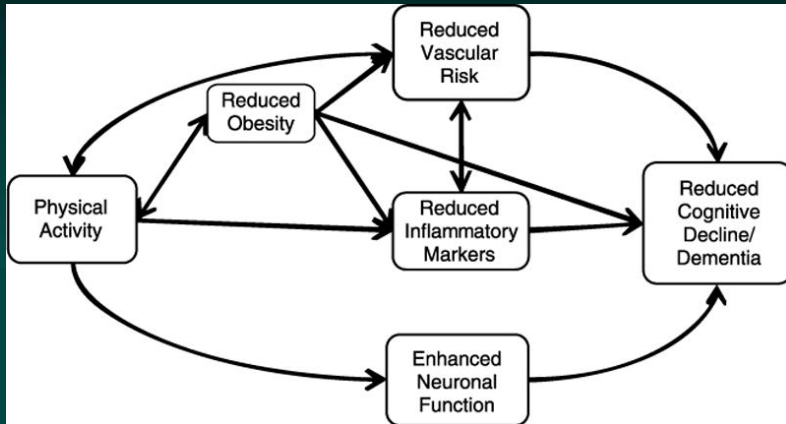 Reduced
Vascular
Risk
Reduced
Obesity
Physical
Activity
Reduced
Inflammatory
Markers
Reduced
Cognitive
Decline/
Dementia
Enhanced
Neuronal
Function